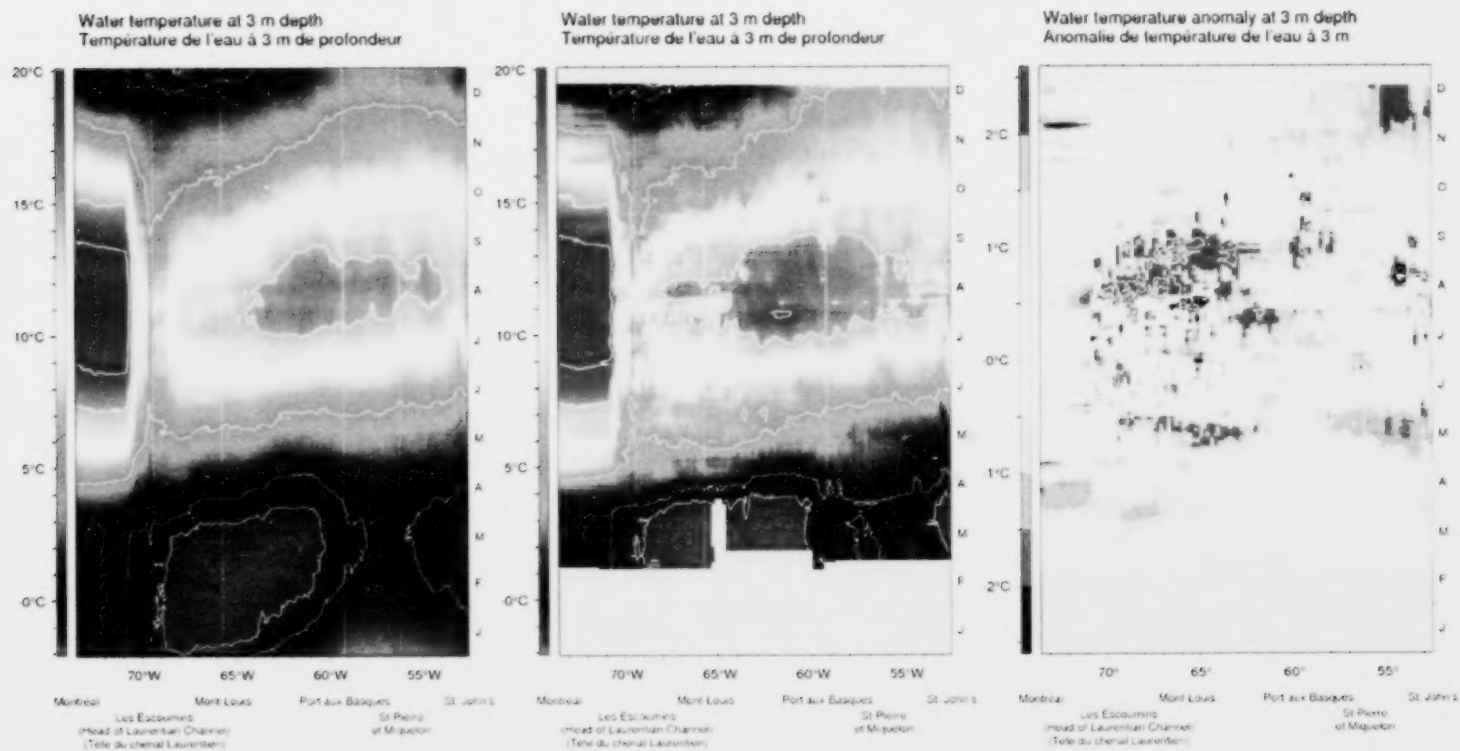 Water temperature at 3 m depth
Température de l'eau à 3 m de profondeur
20°C
15°C
10°C
5°C
-0°C
D
N
O
S
A
J
J
M
A
M
F
J
70°W
65°W
60°W
55°W
Montréal
Mont Louis
Port aux Basques
St. John's
Les Escoumins
(Head of Laurentian Channel)
(Tête du chenal Laurentien)
St Pierre
et Miquelon
Water temperature at 3 m depth
Température de l'eau à 3 m de profondeur
20°C
15°C
10°C
5°C
-0°C
D
N
O
S
A
J
J
M
A
M
F
J
70°W
65°W
60°W
55°W
Montréal
Mont Louis
Port aux Basques
St. John's
Les Escoumins
(Head of Laurentian Channel)
(Tête du chenal Laurentien)
St Pierre
et Miquelon
Water temperature anomaly at 3 m depth
Anomalie de température de l'eau à 3 m
2°C
1°C
-0°C
-1°C
-2°C
D
N
O
S
A
J
J
M
A
M
F
J
70°
65°
60°
55°
Montréal
Mont Louis
Port aux Basques
St. John's
Les Escoumins
(Head of Laurentian Channel)
(Tête du chenal Laurentien)
St Pierre
et Miquelon